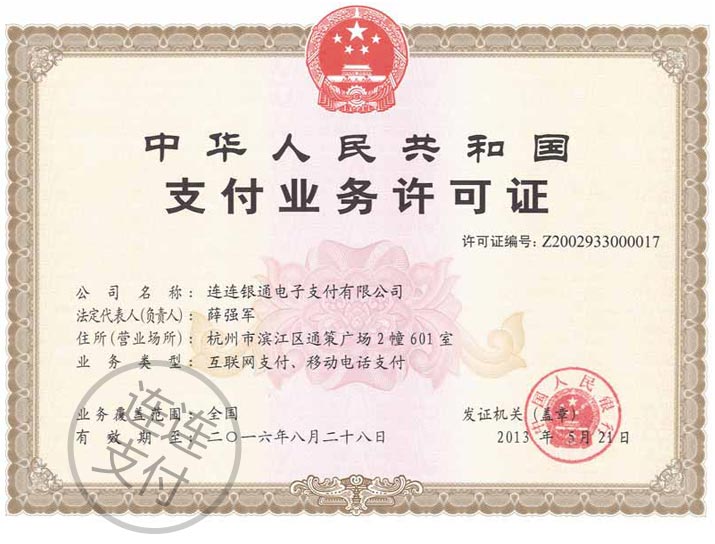 中华人民共和国
支付业务许可证
许可证编号: Z2002933000017
公司名称: 连连银通电子支付有限公司
法定代表人(负责人): 薛强军
住所(营业场所): 杭州市滨江区通策广场2幢601室
业务类型: 互联网支付、移动电话支付
业务覆盖范围: 全国
发证机关(盖章)
有效期至: 二〇一六年八月二十八日
2013年5月21日
中国人民银行
连连
支付